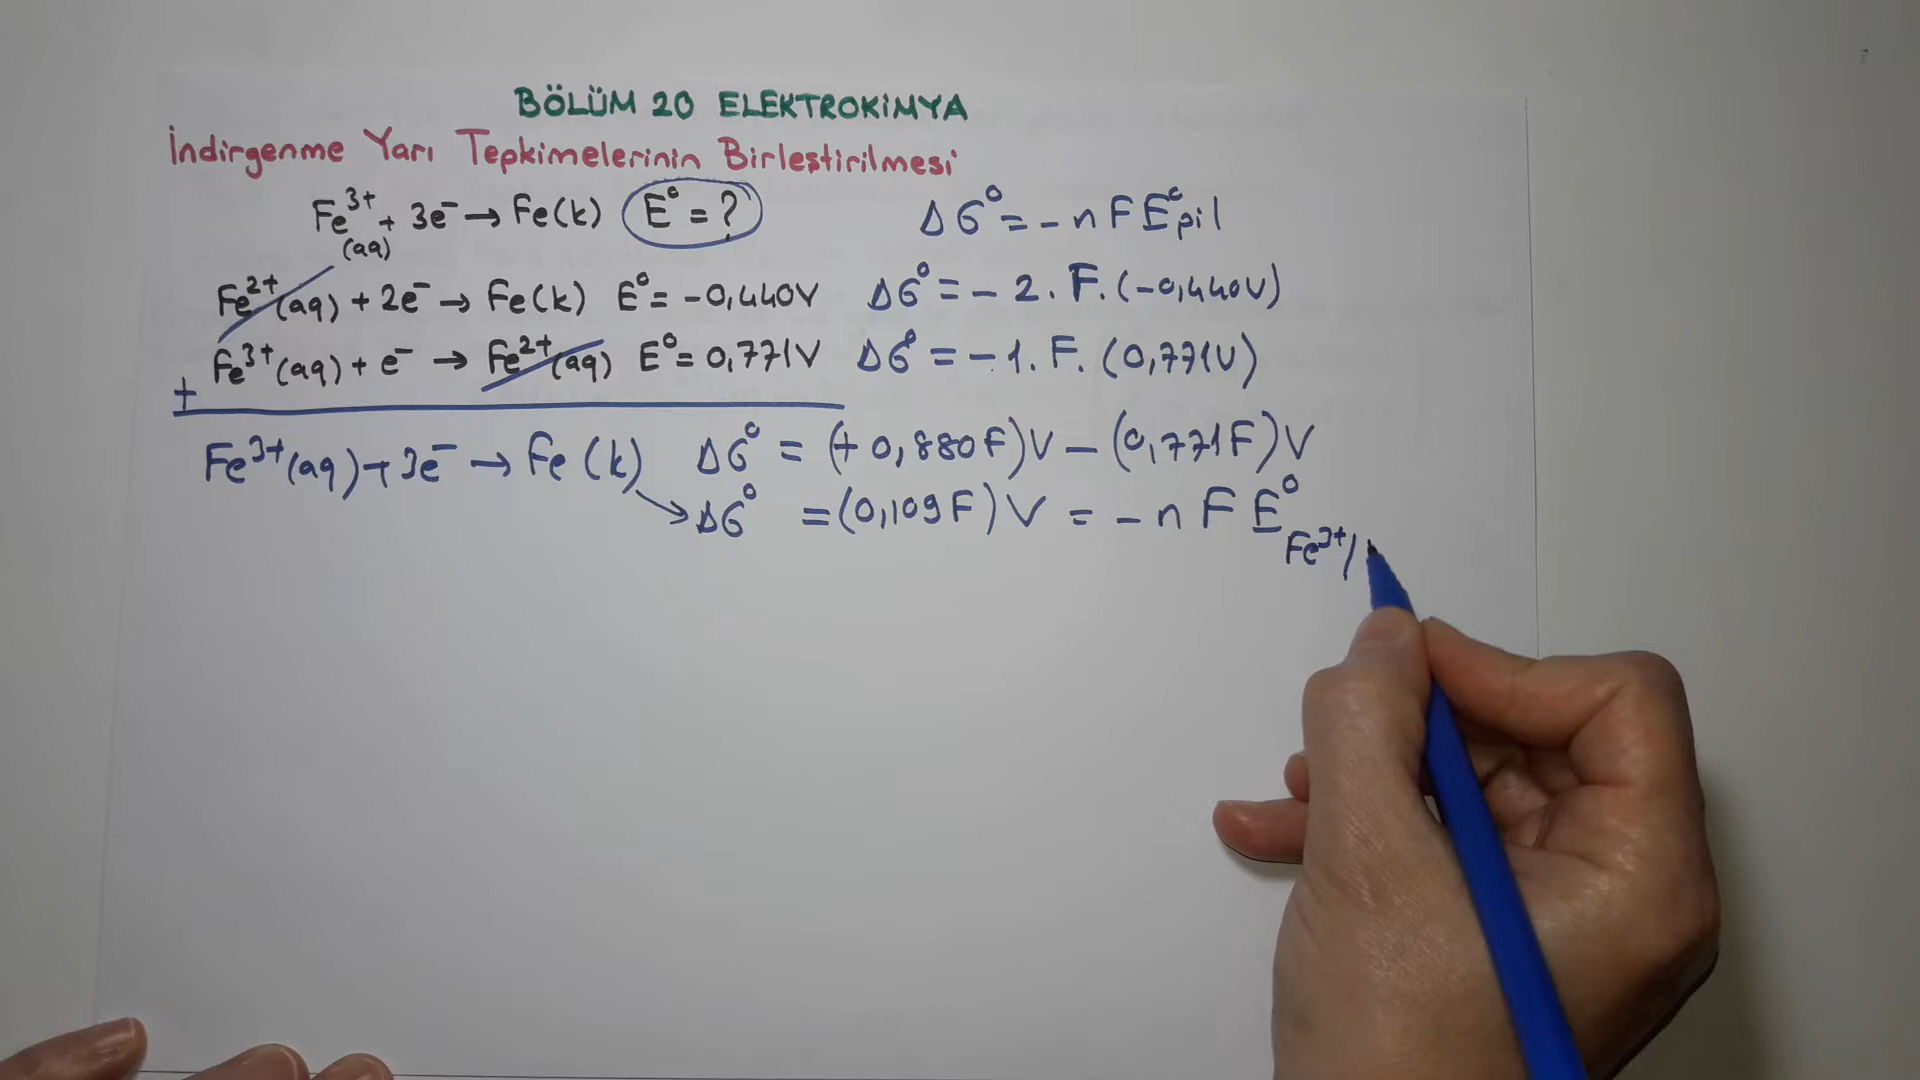 BÖLÜM 20 ELEKTROKİMYA
İndirgenme Yarı Tepkimelerinin Birleştirilmesi
Fe³⁺(aq) + 3e⁻ → Fe(k) E° = ? ΔG° = - n F E°pil
Fe²⁺(aq) + 2e⁻ → Fe(k) E° = -0,440V ΔG° = - 2 . F. (-0,440V)
+ Fe³⁺(aq) + e⁻ → Fe²⁺(aq) E° = 0,771V ΔG° = - 1. F. (0,771V)
Fe³⁺(aq) + 3e⁻ → Fe (k) ΔG° = (+ 0,880F)V - (0,771F)V
→ ΔG° = (0,109F)V = - n F E° Fe³⁺/